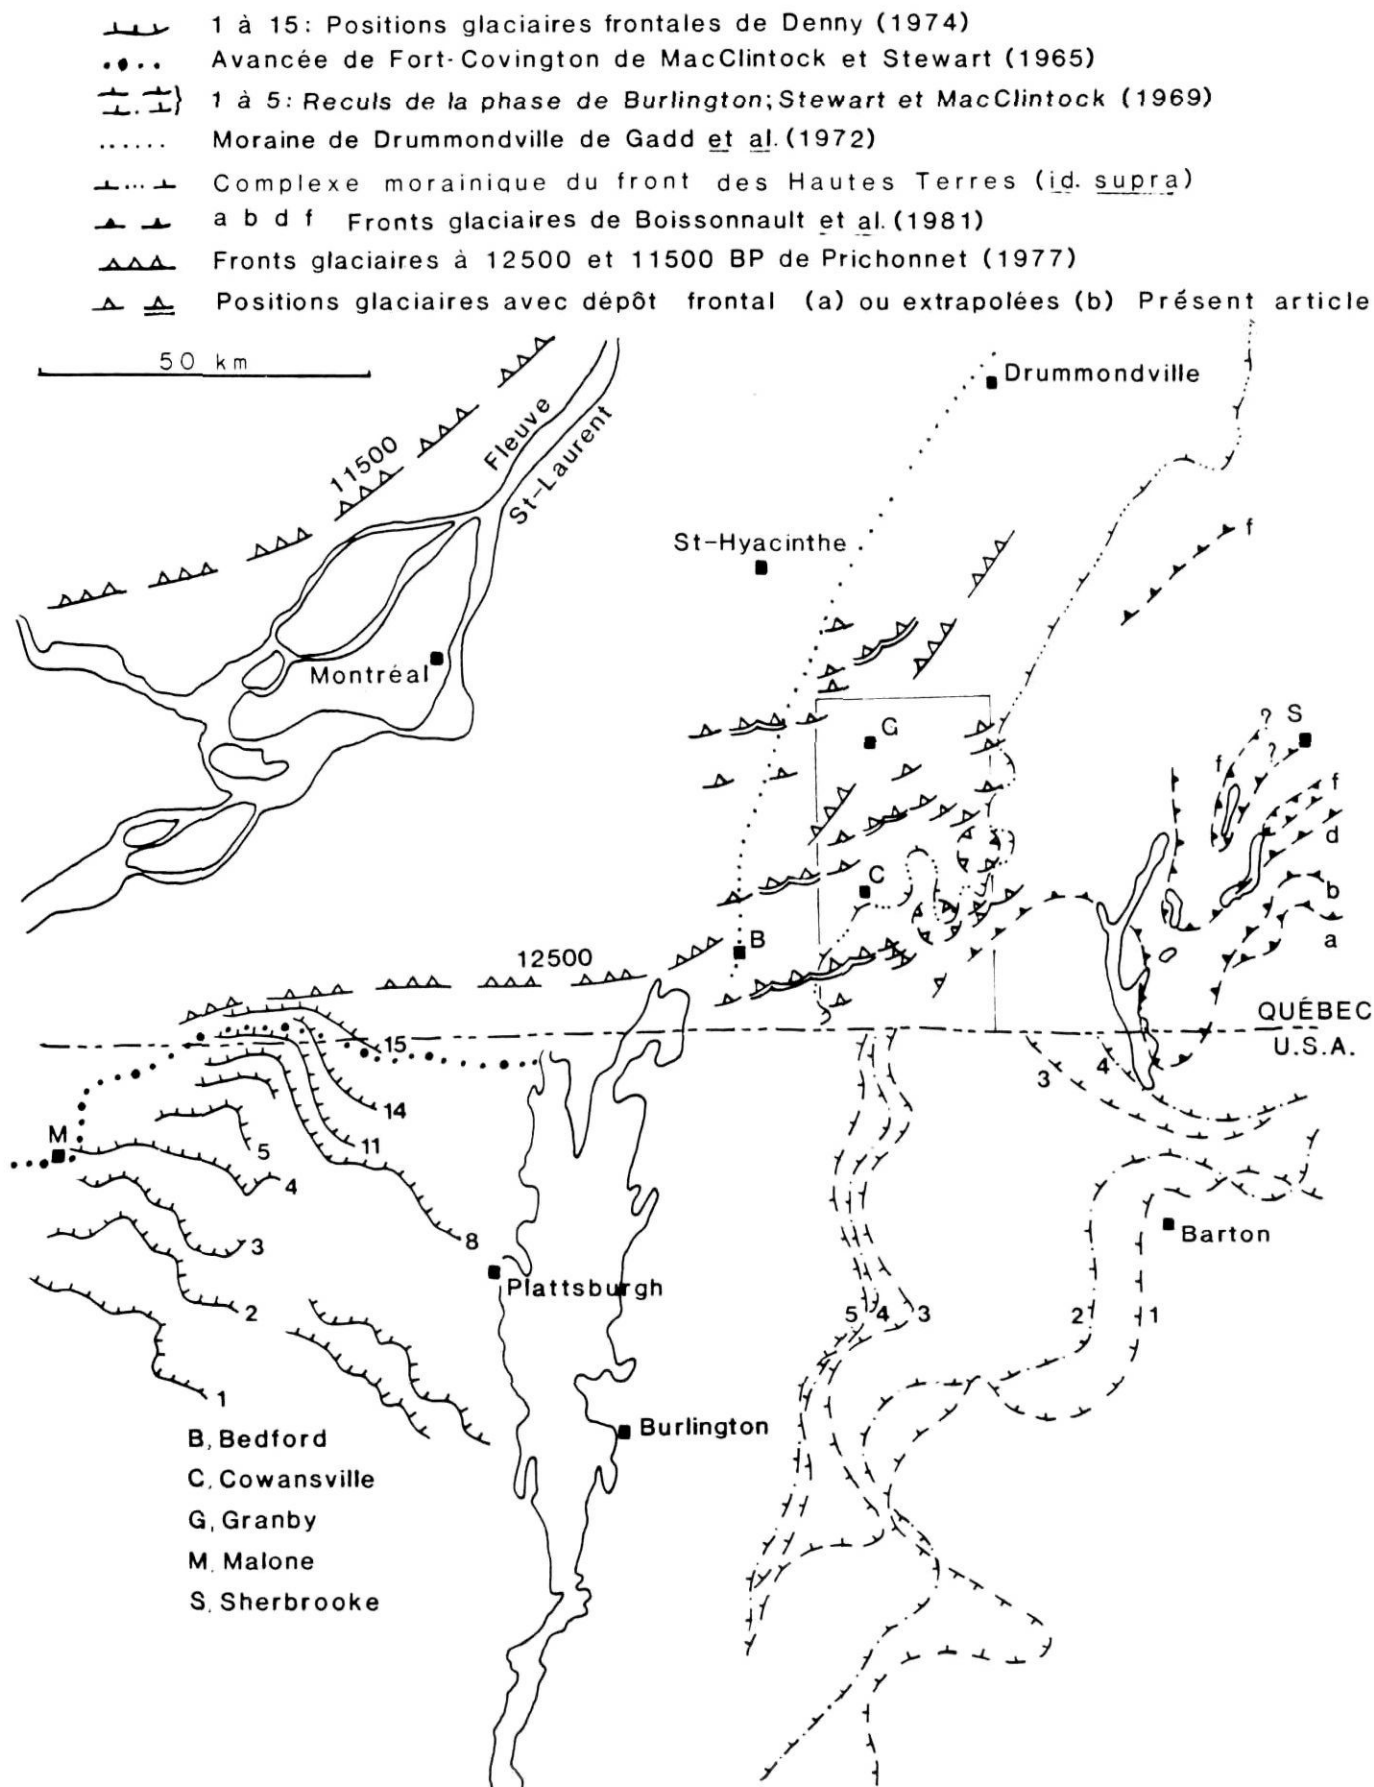 1 à 15: Positions glaciaires frontales de Denny (1974)
Avancée de Fort-Covington de MacClintock et Stewart (1965)
1 à 5: Reculs de la phase de Burlington; Stewart et MacClintock (1969)
Moraine de Drummondville de Gadd et al. (1972)
Complexe morainique du front des Hautes Terres (id. supra)
a b d f Fronts glaciaires de Boissonnault et al. (1981)
Fronts glaciaires à 12500 et 11500 BP de Prichonnet (1977)
Positions glaciaires avec dépôt frontal (a) ou extrapolées (b) Présent article
50 km
Drummondville
Fleuve
St-Laurent
11500
St-Hyacinthe
f
Montréal
G
?
S
?
f
f
d
C
b
a
B
12500
QUÉBEC
U.S.A.
15
3
4
14
M
11
5
4
8
3
Barton
Plattsburgh
2
5
4
3
2
1
1
Burlington
B, Bedford
C, Cowansville
G, Granby
M, Malone
S, Sherbrooke